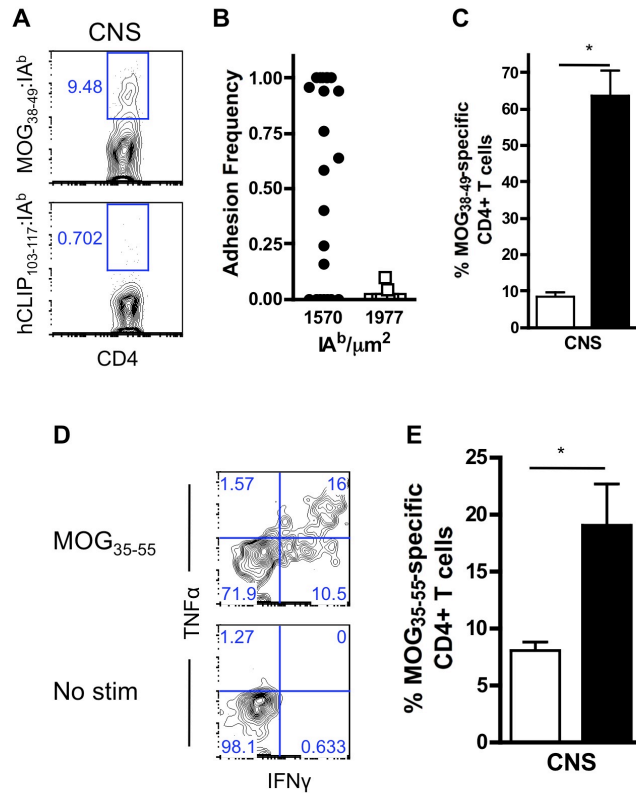 A
CNS
MOG38-49:IAb
9.48
hCLIP103-117:IAb
0.702
CD4
B
Adhesion Frequency
1.00
0.75
0.50
0.25
0.00
1570 1977
IAb/μm2
C
% MOG38-49-specific
CD4+ T cells
*
70
60
50
40
30
20
10
0
CNS
D
MOG35-55
No stim
TNFα
1.57 16
71.9 10.5
1.27 0
98.1 0.633
IFNγ
E
% MOG35-55-specific
CD4+ T cells
*
25
20
15
10
5
0
CNS